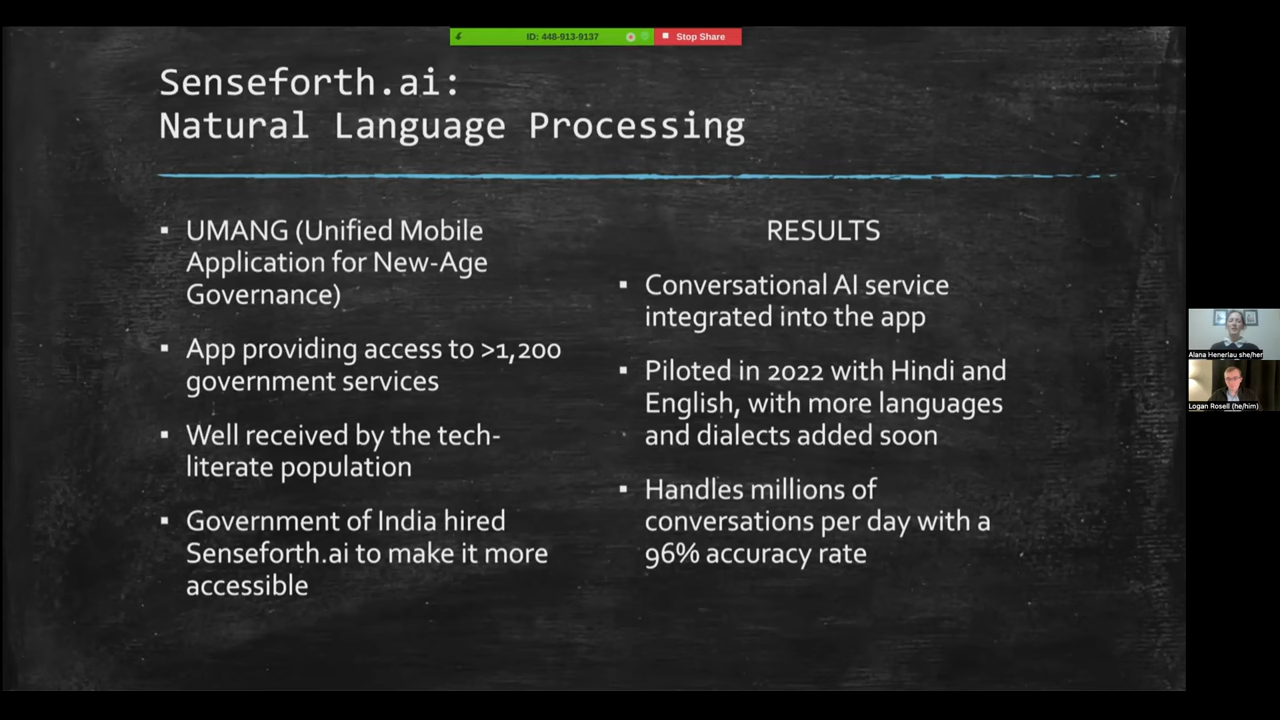 ID: 448-913-9137
Stop Share
Senseforth.ai:
Natural Language Processing
▪ UMANG (Unified Mobile
Application for New-Age
Governance)
▪ App providing access to >1,200
government services
▪ Well received by the tech-
literate population
▪ Government of India hired
Senseforth.ai to make it more
accessible
RESULTS
▪ Conversational AI service
integrated into the app
▪ Piloted in 2022 with Hindi and
English, with more languages
and dialects added soon
▪ Handles millions of
conversations per day with a
96% accuracy rate
Alana Henerlau she/her
Logan Rosell (he/him)